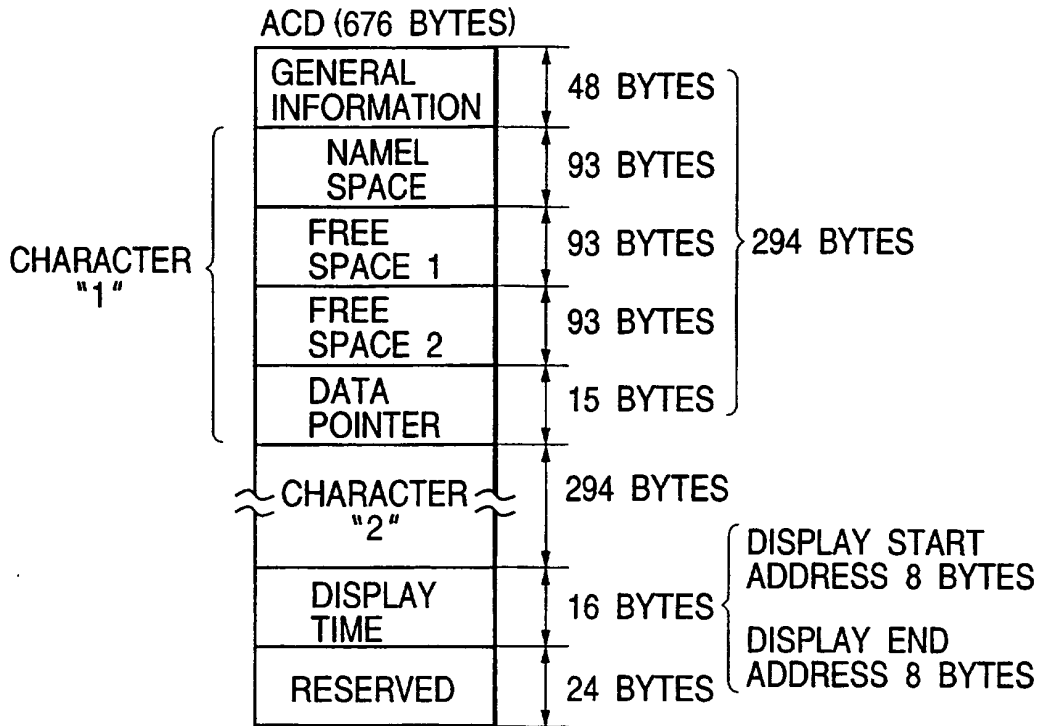 ACD (676 BYTES)
GENERAL
INFORMATION
48 BYTES
NAMEL
SPACE
93 BYTES
FREE
SPACE 1
93 BYTES
FREE
SPACE 2
93 BYTES
DATA
POINTER
15 BYTES
CHARACTER
"1"
294 BYTES
CHARACTER
"2"
294 BYTES
DISPLAY
TIME
16 BYTES
DISPLAY START
ADDRESS 8 BYTES
DISPLAY END
ADDRESS 8 BYTES
RESERVED
24 BYTES